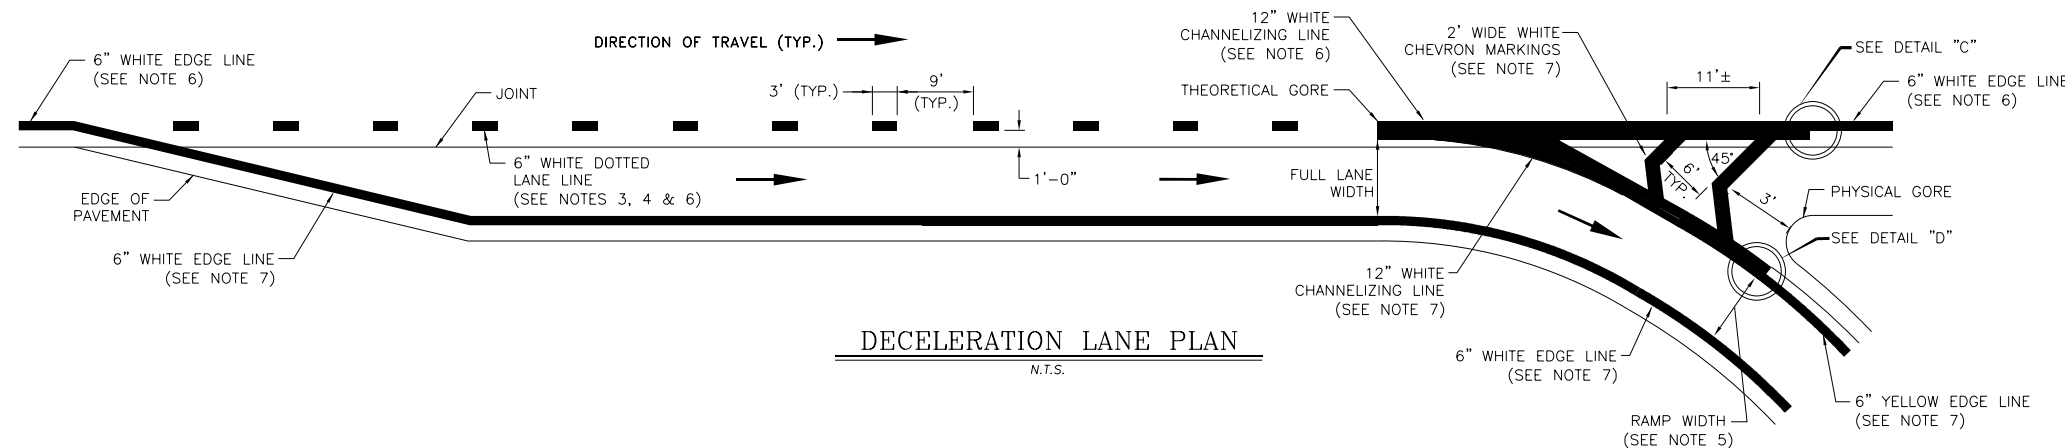 DIRECTION OF TRAVEL (TYP.)
6" WHITE EDGE LINE
(SEE NOTE 6)
JOINT
3' (TYP.)
9'
(TYP.)
12" WHITE
CHANNELIZING LINE
(SEE NOTE 6)
THEORETICAL GORE
2' WIDE WHITE
CHEVRON MARKINGS
(SEE NOTE 7)
11'±
SEE DETAIL "C"
6" WHITE EDGE LINE
(SEE NOTE 6)
6" WHITE DOTTED
LANE LINE
(SEE NOTES 3, 4 & 6)
1'-0"
FULL LANE
WIDTH
45°
6'
TYP.
3'
PHYSICAL GORE
SEE DETAIL "D"
EDGE OF
PAVEMENT
6" WHITE EDGE LINE
(SEE NOTE 7)
12" WHITE
CHANNELIZING LINE
(SEE NOTE 7)
DECELERATION LANE PLAN
N.T.S.
6" WHITE EDGE LINE
(SEE NOTE 7)
RAMP WIDTH
(SEE NOTE 5)
6" YELLOW EDGE LINE
(SEE NOTE 7)